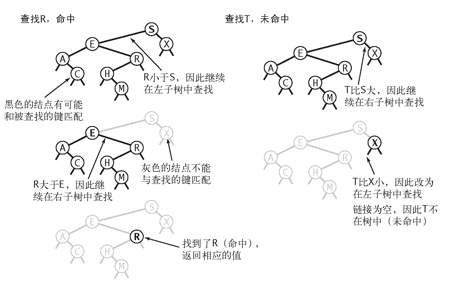 查找R，命中
S
E
X
A
R
C
H
M
R小于S，因此继续
在左子树中查找
黑色的结点有可能
和被查找的键匹配
S
E
X
A
R
C
H
M
灰色的结点不能
与查找的键匹配
R大于E，因此继
续在右子树中查找
S
E
X
A
R
C
H
M
找到了R（命中），
返回相应的值
查找T，未命中
S
E
X
A
R
C
H
M
T比S大，因此继
续在右子树中查找
S
E
X
A
R
C
H
M
T比X小，因此改为
在左子树中查找
链接为空，因此T不
在树中（未命中）